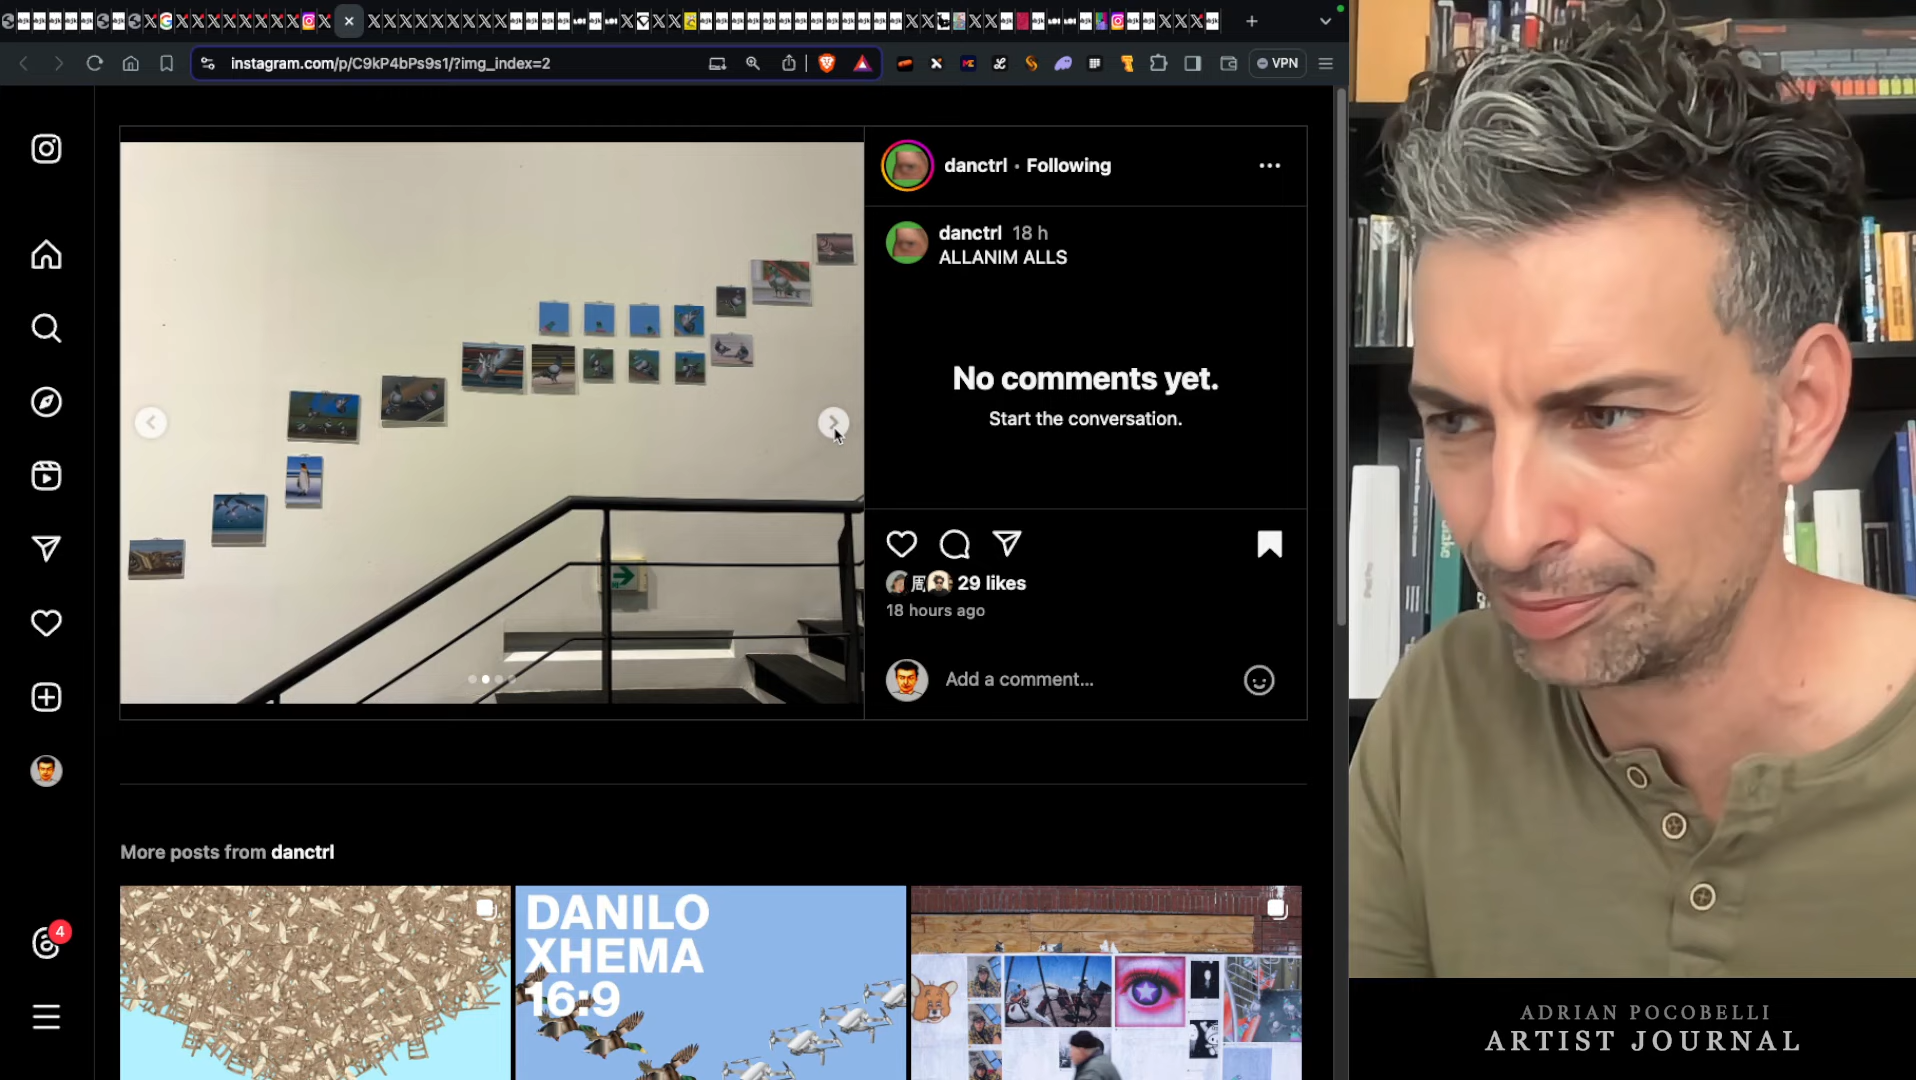 instagram.com/p/C9kP4bPs9s1/?img_index=2
VPN
danctrl • Following
danctrl 18 h
ALLANIM ALLS
No comments yet.
Start the conversation.
周
29 likes
18 hours ago
Add a comment...
4
More posts from danctrl
DANILO
XHEMA
16:9
ADRIAN POCOBELLI
ARTIST JOURNAL